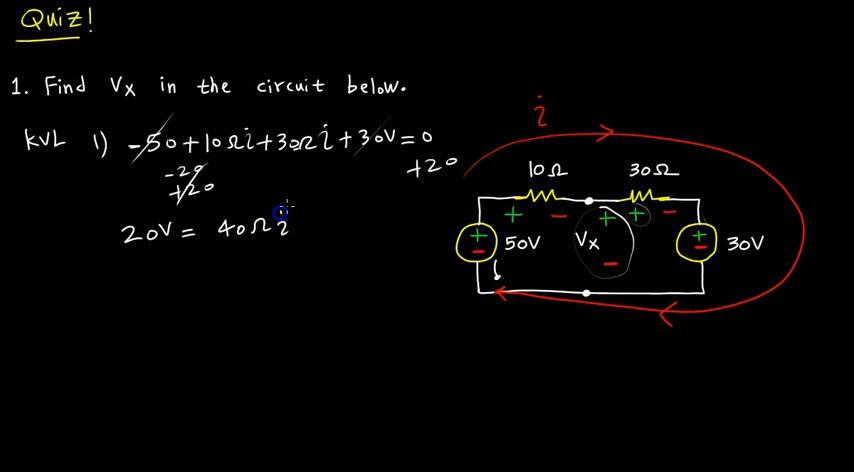 Quiz!
1. Find Vx in the circuit below.
KVL 1) -50 + 10Ωi + 30Ωi + 30V = 0
-20 +20
+20
20V = 40Ω i
i
10Ω 30Ω
+ - + + -
+ - 50V Vx + - 30V
-